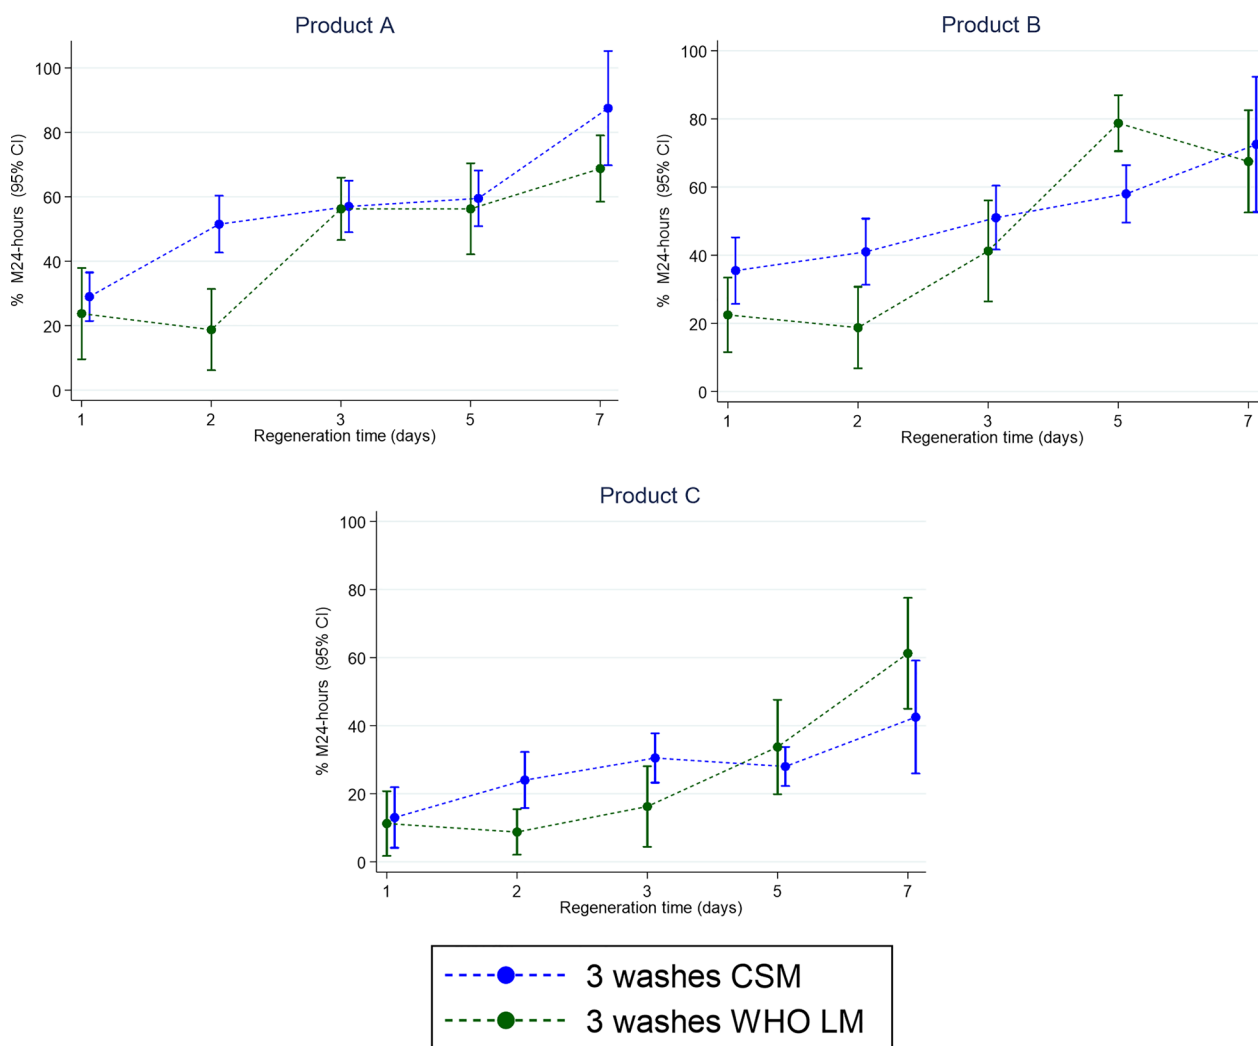 Product A
% M24-hours (95% CI)
100
80
60
40
20
0
1 2 3 5 7
Regeneration time (days)
Product B
% M24-hours (95% CI)
100
80
60
40
20
0
1 2 3 5 7
Regeneration time (days)
Product C
% M24-hours (95% CI)
100
80
60
40
20
0
1 2 3 5 7
Regeneration time (days)
3 washes CSM
3 washes WHO LM